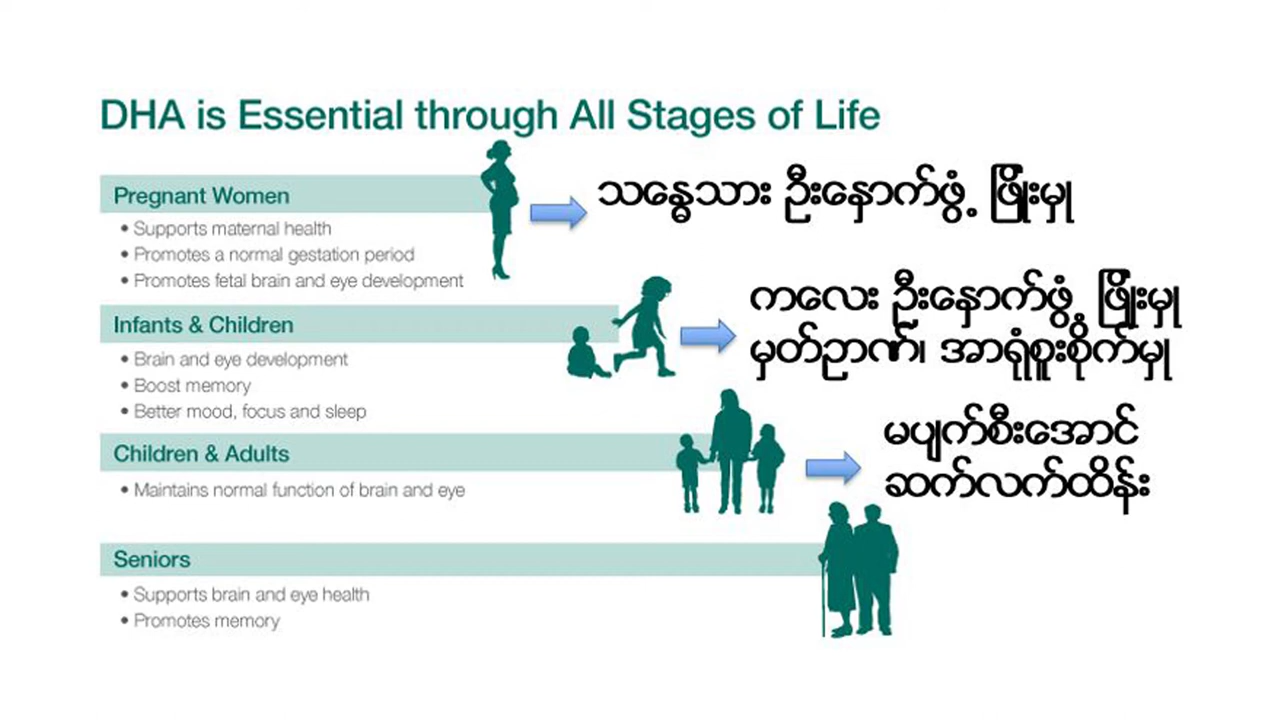 DHA is Essential through All Stages of Life
Pregnant Women
• Supports maternal health
• Promotes a normal gestation period
• Promotes fetal brain and eye development
သန္ဓေသား ဦးနှောက်ဖွံ့ ဖြိုးမှု
Infants & Children
• Brain and eye development
• Boost memory
• Better mood, focus and sleep
ကလေး ဦးနှောက်ဖွံ့ ဖြိုးမှု
မှတ်ဉာဏ်၊ အာရုံစူးစိုက်မှု
Children & Adults
• Maintains normal function of brain and eye
မပျက်စီးအောင်
ဆက်လက်ထိန်း
Seniors
• Supports brain and eye health
• Promotes memory